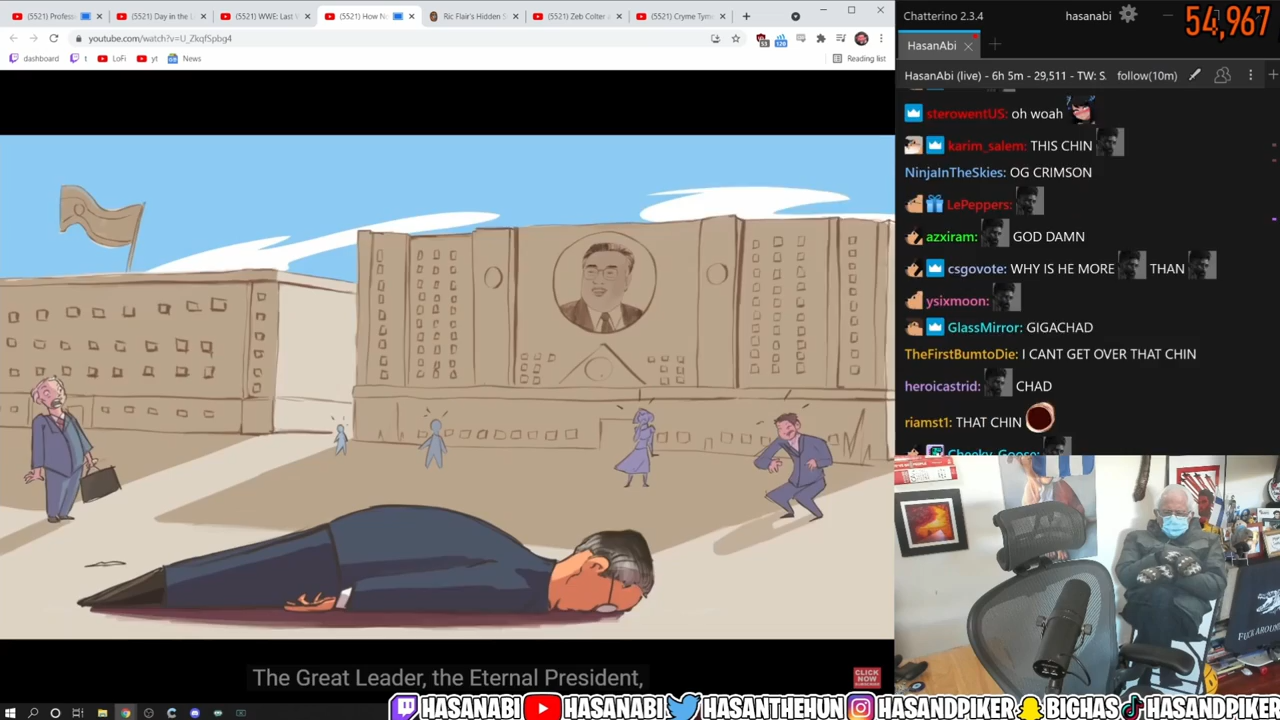 (5521) Profess
(5521) Day in the L
(5521) WWE: Last
(5521) How No
Ric Flair's Hidden S
(5521) Zeb Colter a
(5521) Cryme Tyme
youtube.com/watch?v=U_ZkqfSpbg4
dashboard
t
LoFi
yt
News
Reading list
The Great Leader, the Eternal President,
CLICK
NOW
Chatterino 2.3.4
hasanabi
54,967
HasanAbi
HasanAbi (live) - 6h 5m - 29,511 - TW: S.
follow(10m)
sterowentUS: oh woah
karim_salem: THIS CHIN
NinjaInTheSkies: OG CRIMSON
LePeppers:
azxiram: GOD DAMN
csgovote: WHY IS HE MORE THAN
ysixmoon:
GlassMirror: GIGACHAD
TheFirstBumtoDie: I CANT GET OVER THAT CHIN
heroicastrid: CHAD
riamst1: THAT CHIN
Cheeky_Goose:
HASANABI HASANABI HASANTHEHUN HASANDPIKER BIGHAS HASANDPIKER